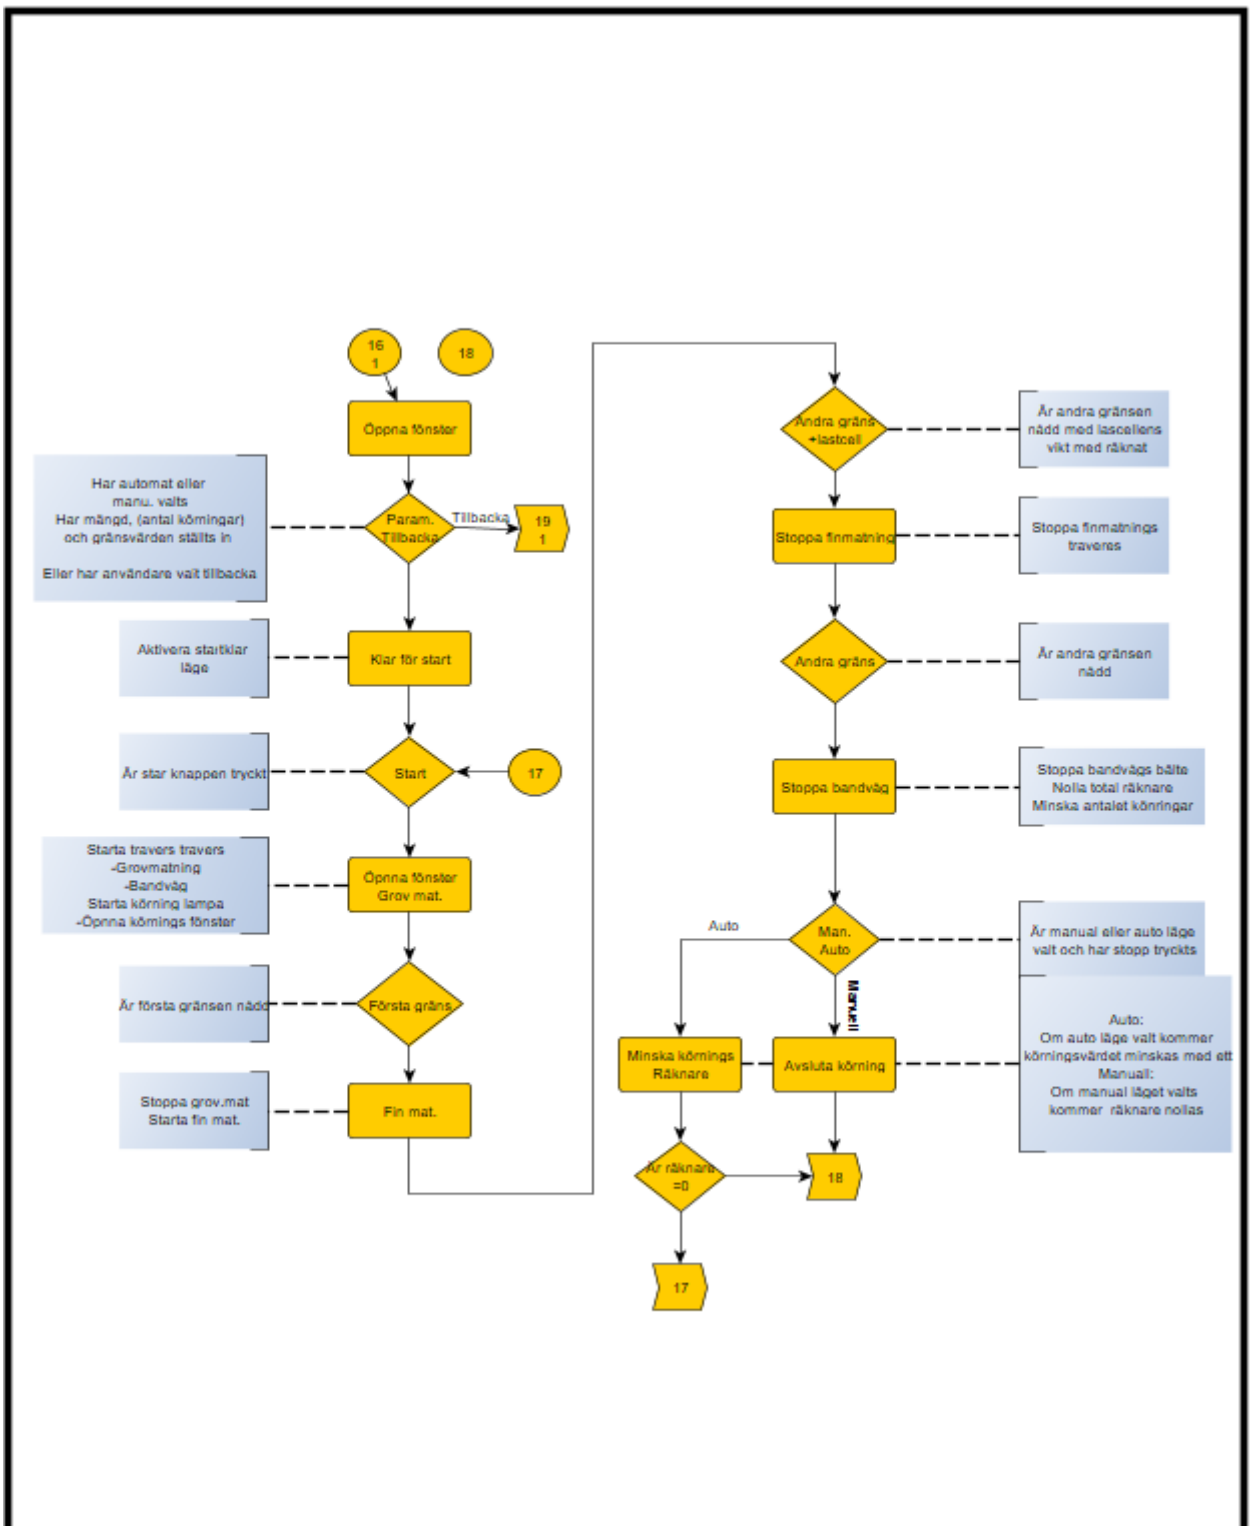 16
1
18
Öppna fönster
Har automat eller
manu. valts
Har mängd, (antal körningar)
och gränsvärden ställts in
Eller har användare valt tillbacka
Param.
Tillbacka
Tillbacka
19
1
Aktivera startklar
läge
Klar för start
Är star knappen tryckt
Start
17
Starta travers travers
-Grovmatning
-Bandväg
Starta körning lampa
-Öpnna körnings fönster
Öpnna fönster
Grov mat.
Är första gränsen nådd
Första gräns
Stoppa grov.mat
Starta fin mat.
Fin mat.
Andra gräns
+lastcell
Är andra gränsen
nådd med lascellens
vikt med räknat
Stoppa finmatning
Stoppa finmatnings
traveres
Andra gräns
Är andra gränsen
nådd
Stoppa bandväg
Stoppa bandvägs bälte
Nolla total räknare
Minska antalet könringar
Auto
Man.
Auto
Är manual eller auto läge
valt och har stopp tryckts
Manuell
Minska körnings
Räknare
Avsluta körning
Auto:
Om auto läge valt kommer
körningsvärdet minskas med ett
Manuall:
Om manual läget valts
kommer räknare nollas
Är räknare
=0
18
17